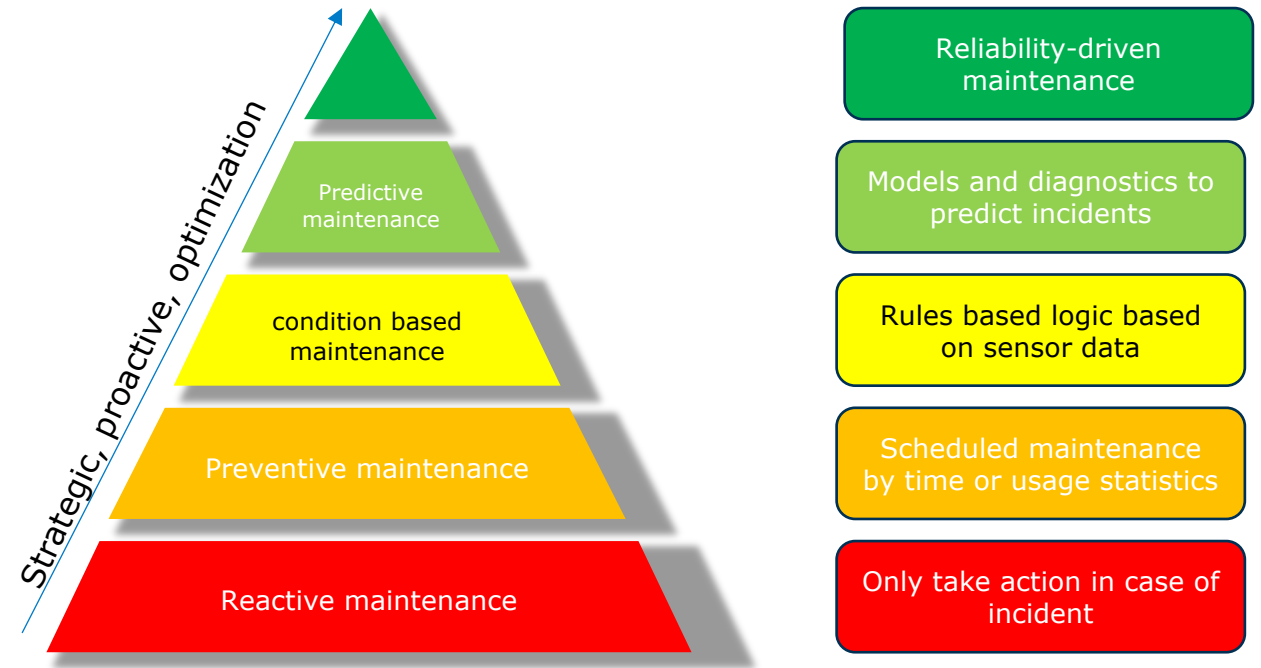 Strategic, proactive, optimization
Reliability-driven
maintenance
Predictive
maintenance
Models and diagnostics to
predict incidents
condition based
maintenance
Rules based logic based
on sensor data
Preventive maintenance
Scheduled maintenance
by time or usage statistics
Reactive maintenance
Only take action in case of
incident